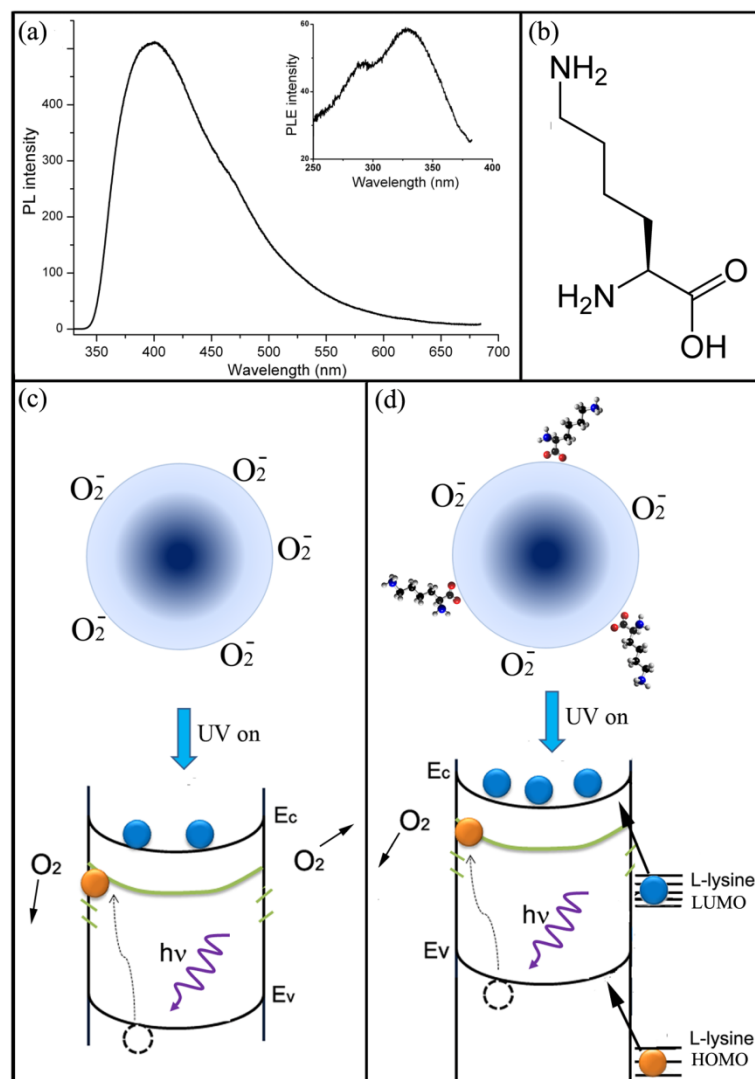 (a)
PL intensity
500
400
300
200
100
0
350 400 450 500 550 600 650 700
Wavelength (nm)
PLE intensity
60
40
20
250 300 350 400
Wavelength (nm)
(b)
NH₂
H₂N
O
OH
(c)
O₂⁻
O₂⁻
O₂⁻
O₂⁻
O₂⁻
UV on
Ec
O₂
O₂
hν
Ev
(d)
O₂⁻
O₂⁻
O₂⁻
UV on
Ec
O₂
L-lysine
LUMO
hν
Ev
L-lysine
HOMO